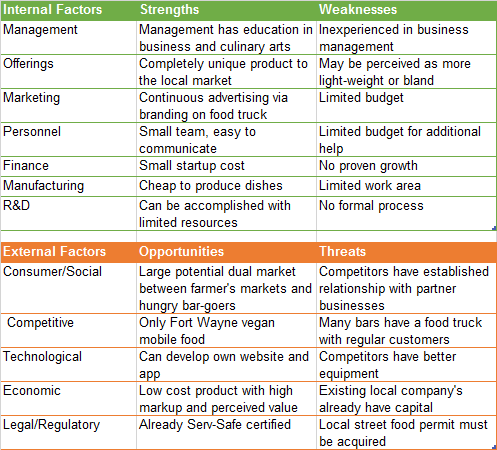 Internal Factors Strengths Weaknesses
Management Management has education in Inexperienced in business
business and culinary arts management
Offerings Completely unique product to May be perceived as more
the local market light-weight or bland
Marketing Continuous advertising via Limited budget
branding on food truck
Personnel Small team, easy to Limited budget for additional
communicate help
Finance Small startup cost No proven growth
Manufacturing Cheap to produce dishes Limited work area
R&D Can be accomplished with No formal process
limited resources
External Factors Opportunities Threats
Consumer/Social Large potential dual market Competitors have established
between farmer's markets and relationship with partner
hungry bar-goers businesses
Competitive Only Fort Wayne vegan Many bars have a food truck
mobile food with regular customers
Technological Can develop own website and Competitors have better
app equipment
Economic Low cost product with high Existing local company's
markup and perceived value already have capital
Legal/Regulatory Already Serv-Safe certified Local street food permit must
be acquired